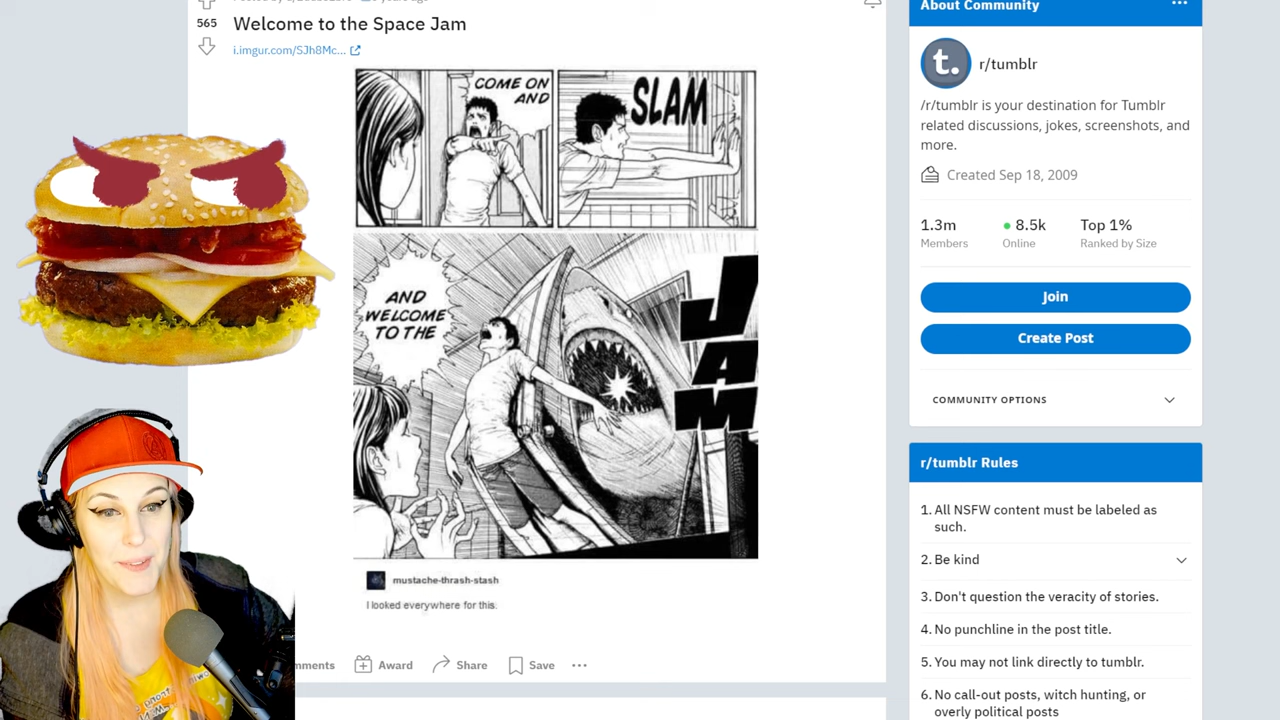 565
Welcome to the Space Jam
i.imgur.com/SJh8Mc...
COME ON
AND
SLAM
AND
WELCOME
TO THE
JAM
mustache-thrash-stash
I looked everywhere for this.
mments
Award
Share
Save
About Community
t.
r/tumblr
/r/tumblr is your destination for Tumblr
related discussions, jokes, screenshots, and
more.
Created Sep 18, 2009
1.3m
8.5k
Top 1%
Members
Online
Ranked by Size
Join
Create Post
COMMUNITY OPTIONS
r/tumblr Rules
1. All NSFW content must be labeled as
such.
2. Be kind
3. Don't question the veracity of stories.
4. No punchline in the post title.
5. You may not link directly to tumblr.
6. No call-out posts, witch hunting, or
overly political posts